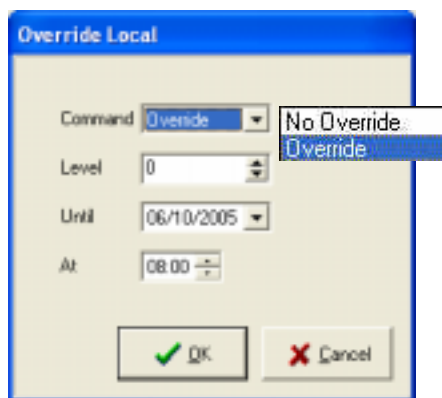 Override Local
Command Override
No Override
Override
Level 0
Until 06/10/2005
At 08:00
OK Cancel